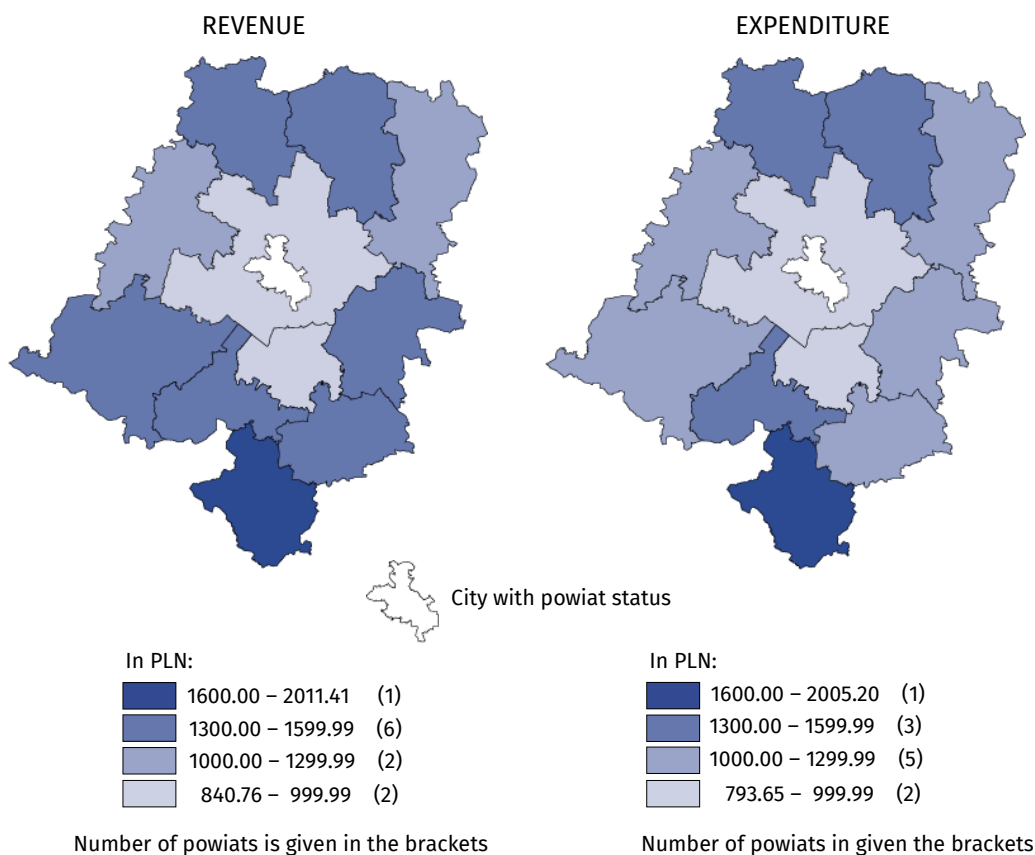 REVENUE
EXPENDITURE
City with powiat status
In PLN:
1600.00 – 2011.41 (1)
1300.00 – 1599.99 (6)
1000.00 – 1299.99 (2)
840.76 – 999.99 (2)
Number of powiats is given in the brackets
In PLN:
1600.00 – 2005.20 (1)
1300.00 – 1599.99 (3)
1000.00 – 1299.99 (5)
793.65 – 999.99 (2)
Number of powiats in given the brackets